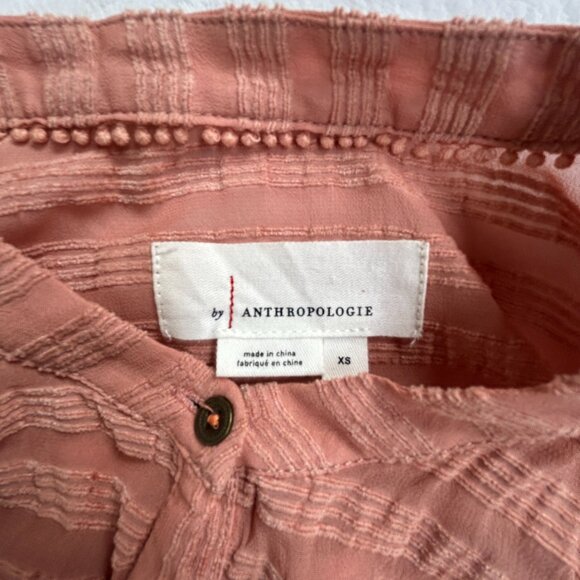 by ANTHROPOLOGIE
made in china
fabriqué en chine
XS